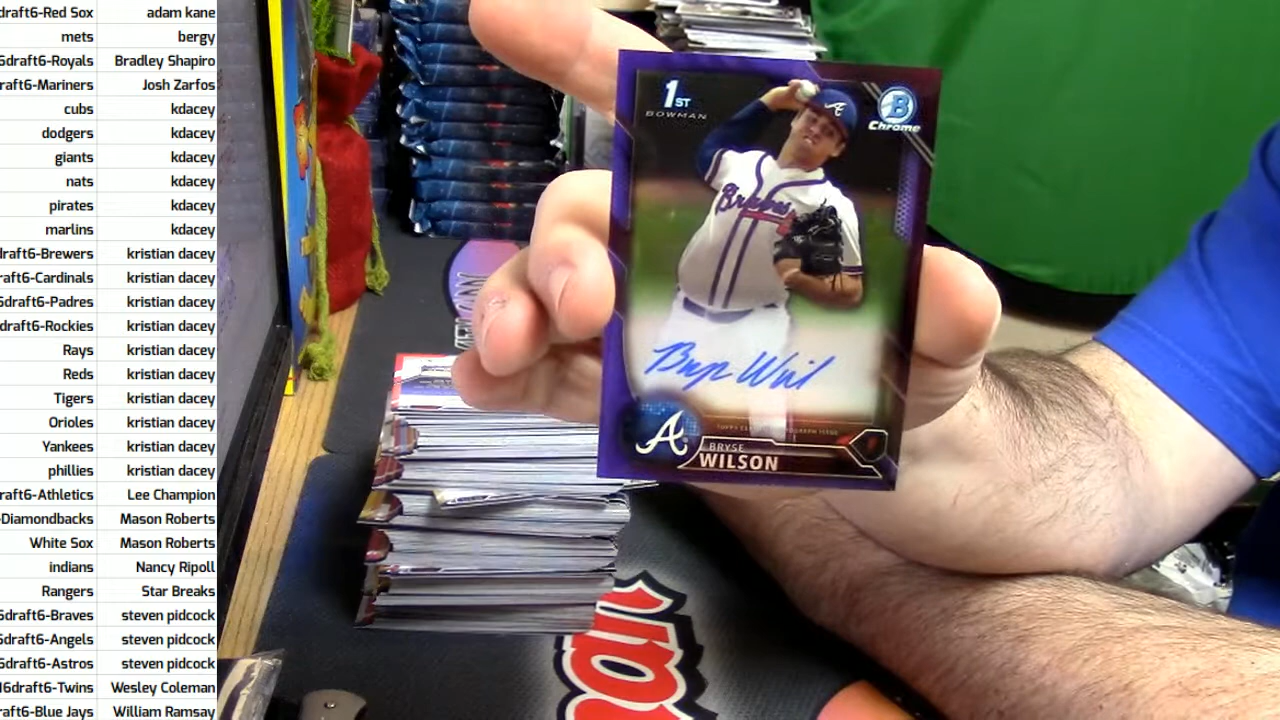 draft6-Red Sox adam kane
mets bergy
6draft6-Royals Bradley Shapiro
raft6-Mariners Josh Zarfos
cubs kdacey
dodgers kdacey
giants kdacey
nats kdacey
pirates kdacey
marlins kdacey
draft6-Brewers kristian dacey
raft6-Cardinals kristian dacey
6draft6-Padres kristian dacey
draft6-Rockies kristian dacey
Rays kristian dacey
Reds kristian dacey
Tigers kristian dacey
Orioles kristian dacey
Yankees kristian dacey
phillies kristian dacey
raft6-Athletics Lee Champion
-Diamondbacks Mason Roberts
White Sox Mason Roberts
indians Nancy Ripoll
Rangers Star Breaks
6draft6-Braves steven pidcock
6draft6-Angels steven pidcock
6draft6-Astros steven pidcock
16draft6-Twins Wesley Coleman
raft6-Blue Jays William Ramsay
1ST
BOWMAN
B
Chrome
Braves
A
BRYSE
WILSON